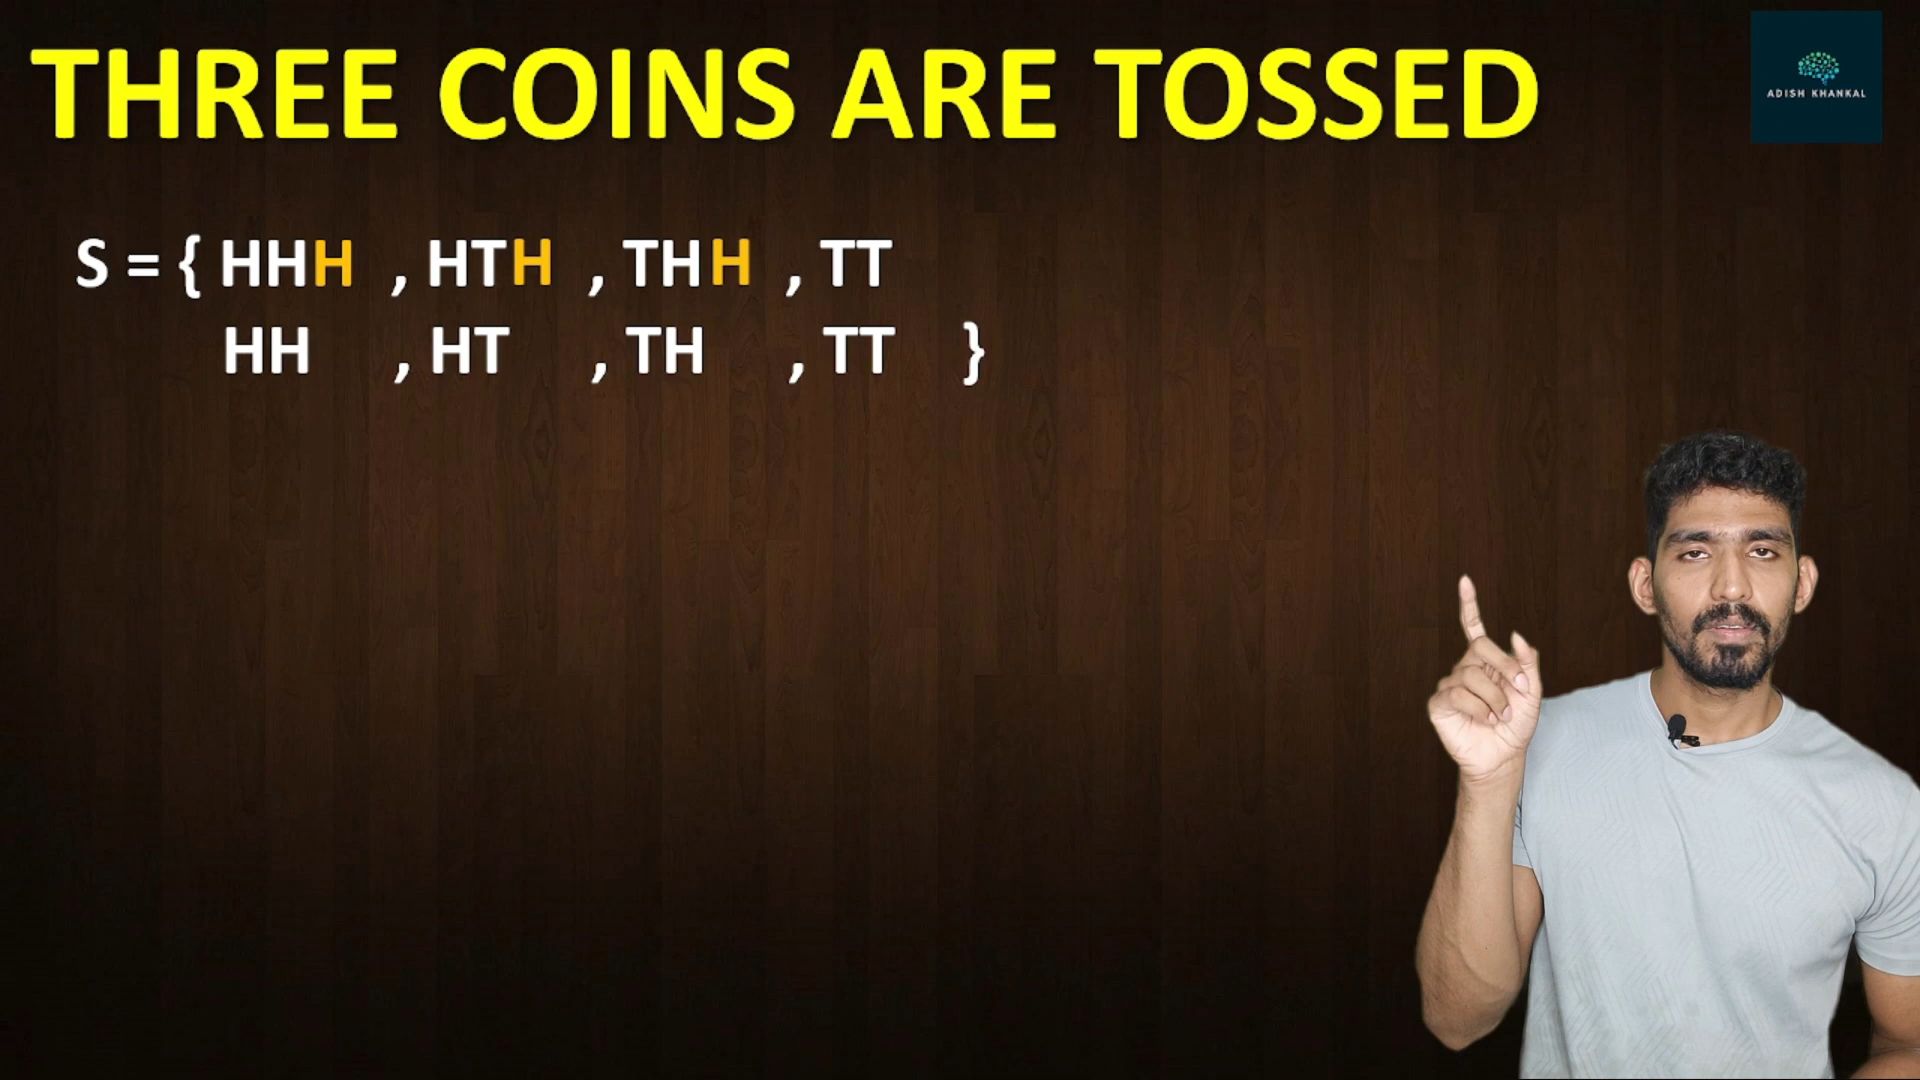 THREE COINS ARE TOSSED
ADISH KHANKAL
S = { HHH , HTH , THH , TT
HH , HT , TH , TT }